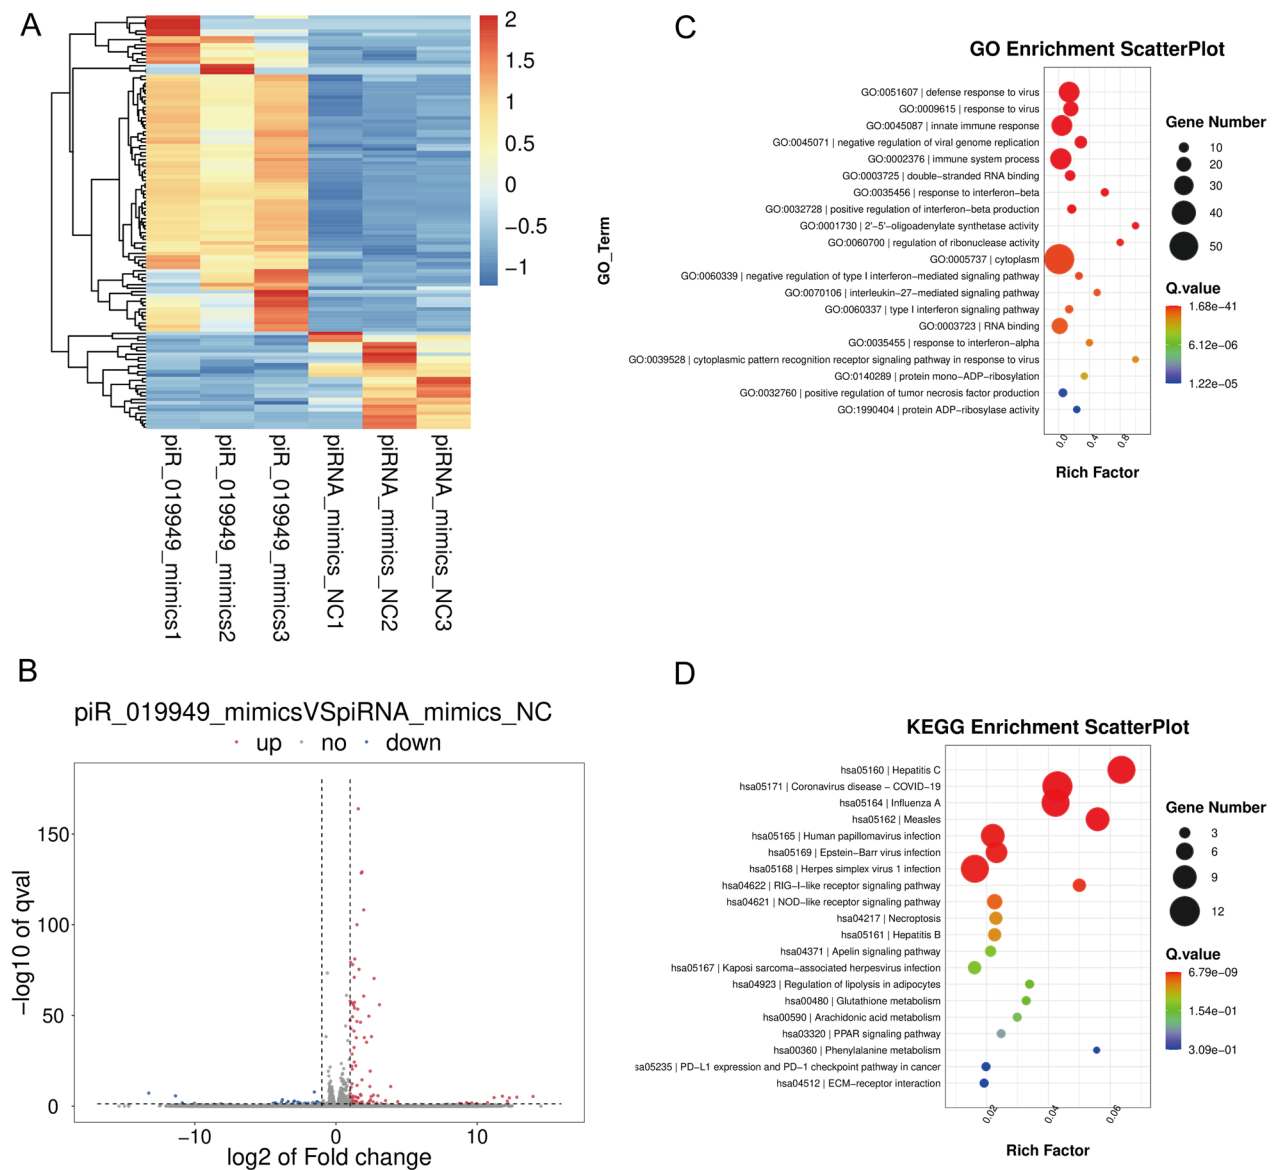 A
2
1.5
1
0.5
0
−0.5
−1
piR_019949_mimics1
piR_019949_mimics2
piR_019949_mimics3
piRNA_mimics_NC1
piRNA_mimics_NC2
piRNA_mimics_NC3
B
piR_019949_mimicsVSpiRNA_mimics_NC
up no down
−log10 of qval
150
100
50
0
−10 0 10
log2 of Fold change
C
GO Enrichment ScatterPlot
GO_Term
GO:0051607 | defense response to virus
GO:0009615 | response to virus
GO:0045087 | innate immune response
GO:0045071 | negative regulation of viral genome replication
GO:0002376 | immune system process
GO:0003725 | double−stranded RNA binding
GO:0035456 | response to interferon−beta
GO:0032728 | positive regulation of interferon−beta production
GO:0001730 | 2'−5'−oligoadenylate synthetase activity
GO:0060700 | regulation of ribonuclease activity
GO:0005737 | cytoplasm
GO:0060339 | negative regulation of type I interferon−mediated signaling pathway
GO:0070106 | interleukin−27−mediated signaling pathway
GO:0060337 | type I interferon signaling pathway
GO:0003723 | RNA binding
GO:0035455 | response to interferon−alpha
GO:0039528 | cytoplasmic pattern recognition receptor signaling pathway in response to virus
GO:0140289 | protein mono−ADP−ribosylation
GO:0032760 | positive regulation of tumor necrosis factor production
GO:1990404 | protein ADP−ribosylase activity
0.0 0.4 0.8
Rich Factor
Gene Number
10
20
30
40
50
Q.value
1.68e−41
6.12e−06
1.22e−05
D
KEGG Enrichment ScatterPlot
hsa05160 | Hepatitis C
hsa05171 | Coronavirus disease − COVID−19
hsa05164 | Influenza A
hsa05162 | Measles
hsa05165 | Human papillomavirus infection
hsa05169 | Epstein−Barr virus infection
hsa05168 | Herpes simplex virus 1 infection
hsa04622 | RIG−I−like receptor signaling pathway
hsa04621 | NOD−like receptor signaling pathway
hsa04217 | Necroptosis
hsa05161 | Hepatitis B
hsa04371 | Apelin signaling pathway
hsa05167 | Kaposi sarcoma−associated herpesvirus infection
hsa04923 | Regulation of lipolysis in adipocytes
hsa00480 | Glutathione metabolism
hsa00590 | Arachidonic acid metabolism
hsa03320 | PPAR signaling pathway
hsa00360 | Phenylalanine metabolism
sa05235 | PD−L1 expression and PD−1 checkpoint pathway in cancer
hsa04512 | ECM−receptor interaction
0.02 0.04 0.06
Rich Factor
Gene Number
3
6
9
12
Q.value
6.79e−09
1.54e−01
3.09e−01